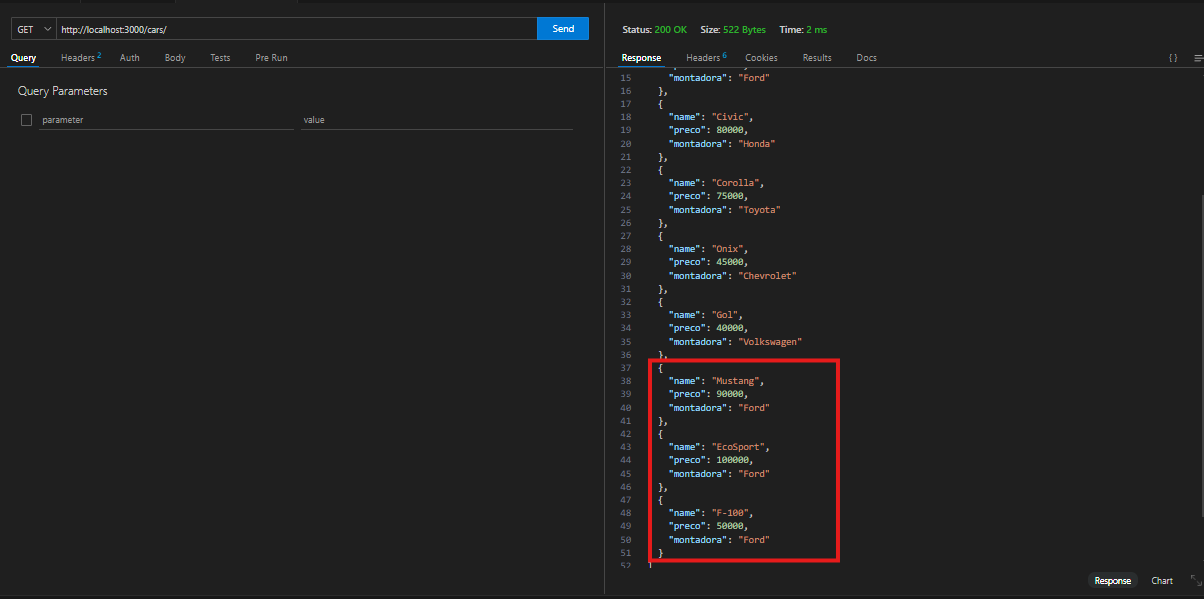 GET http://localhost:3000/cars/ Send
Query Headers 2 Auth Body Tests Pre Run
Query Parameters
parameter value
Status: 200 OK Size: 522 Bytes Time: 2 ms
Response Headers 6 Cookies Results Docs
{}
15 "montadora": "Ford"
16 },
17 {
18 "name": "Civic",
19 "preco": 80000,
20 "montadora": "Honda"
21 },
22 {
23 "name": "Corolla",
24 "preco": 75000,
25 "montadora": "Toyota"
26 },
27 {
28 "name": "Onix",
29 "preco": 45000,
30 "montadora": "Chevrolet"
31 },
32 {
33 "name": "Gol",
34 "preco": 40000,
35 "montadora": "Volkswagen"
36 },
37 {
38 "name": "Mustang",
39 "preco": 90000,
40 "montadora": "Ford"
41 },
42 {
43 "name": "EcoSport",
44 "preco": 100000,
45 "montadora": "Ford"
46 },
47 {
48 "name": "F-100",
49 "preco": 50000,
50 "montadora": "Ford"
51 }
52 ]
Response Chart